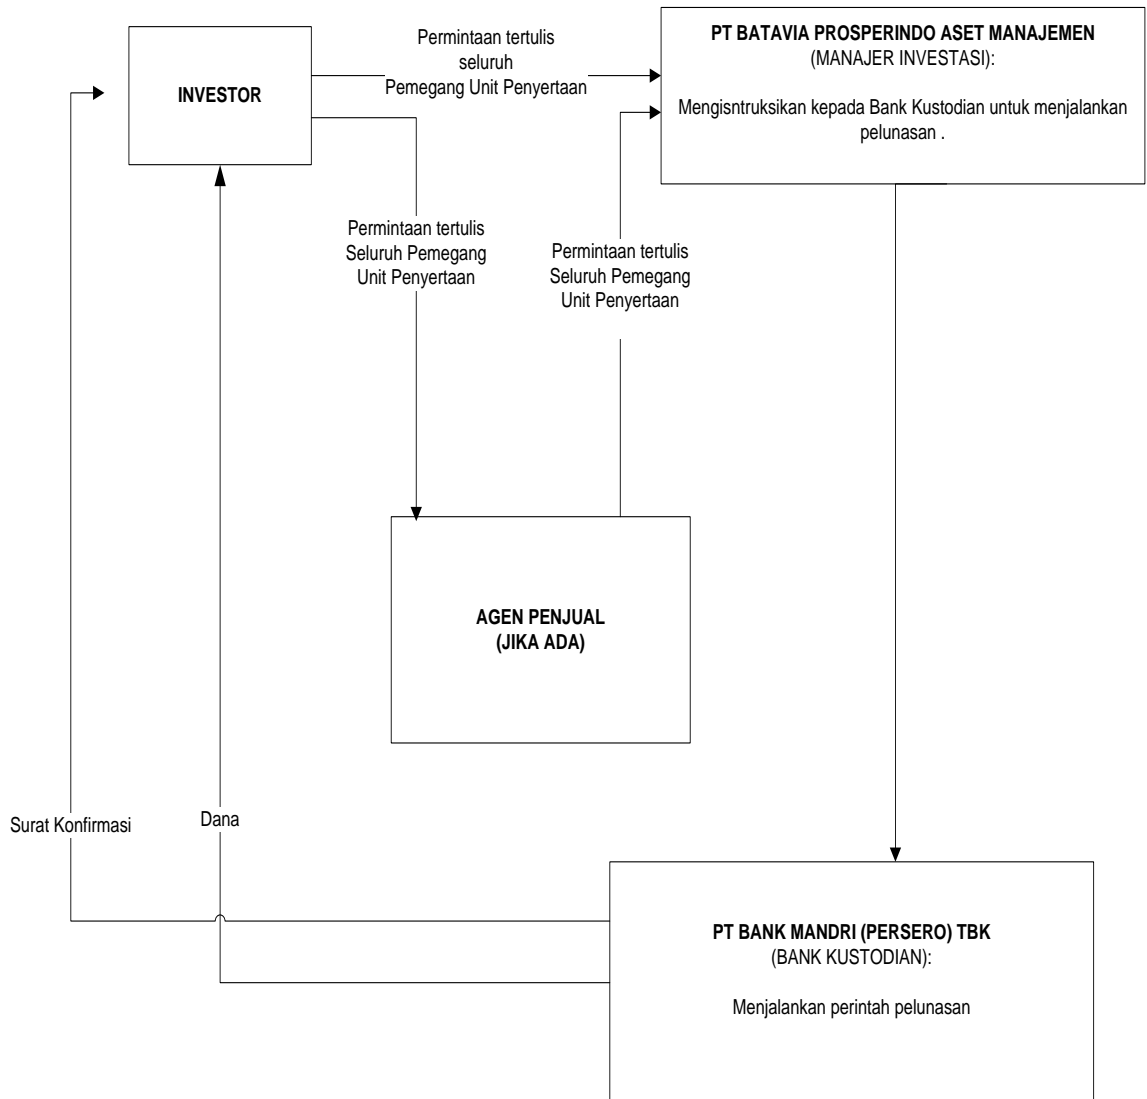 Permintaan tertulis
seluruh
Pemegang Unit Penyertaan
INVESTOR
PT BATAVIA PROSPERINDO ASET MANAJEMEN
(MANAJER INVESTASI):
Mengisntruksikan kepada Bank Kustodian untuk menjalankan
pelunasan .
Permintaan tertulis
Seluruh Pemegang
Unit Penyertaan
Permintaan tertulis
Seluruh Pemegang
Unit Penyertaan
AGEN PENJUAL
(JIKA ADA)
Surat Konfirmasi
Dana
PT BANK MANDRI (PERSERO) TBK
(BANK KUSTODIAN):
Menjalankan perintah pelunasan